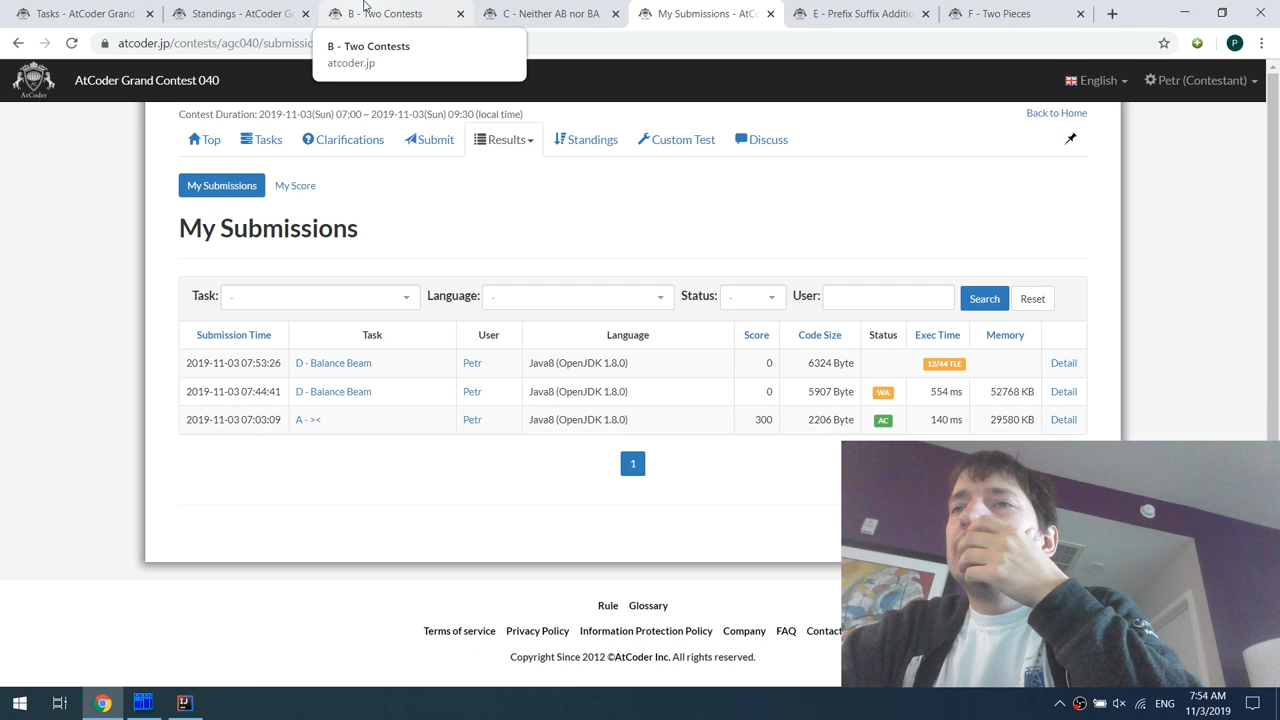 Tasks - AtCoder Grand
Standings - AtCoder G
B - Two Contests
C - Neither AB nor BA
My Submissions - AtC
E - Prefix Suffix Additio
F - Two Pieces
atcoder.jp/contests/agc040/submissio
B - Two Contests
atcoder.jp
P
AtCoder
AtCoder Grand Contest 040
English
Petr (Contestant)
Contest Duration: 2019-11-03(Sun) 07:00 ~ 2019-11-03(Sun) 09:30 (local time)
Back to Home
Top
Tasks
Clarifications
Submit
Results
Standings
Custom Test
Discuss
My Submissions
My Score
My Submissions
Task: -
Language: -
Status: -
User:
Search
Reset
Submission Time Task User Language Score Code Size Status Exec Time Memory
2019-11-03 07:53:26 D - Balance Beam Petr Java8 (OpenJDK 1.8.0) 0 6324 Byte 12/44 TLE Detail
2019-11-03 07:44:41 D - Balance Beam Petr Java8 (OpenJDK 1.8.0) 0 5907 Byte WA 554 ms 52768 KB Detail
2019-11-03 07:03:09 A - >< Petr Java8 (OpenJDK 1.8.0) 300 2206 Byte AC 140 ms 29580 KB Detail
1
Rule Glossary
Terms of service Privacy Policy Information Protection Policy Company FAQ Contact
Copyright Since 2012 ©AtCoder Inc. All rights reserved.
ENG
7:54 AM
11/3/2019